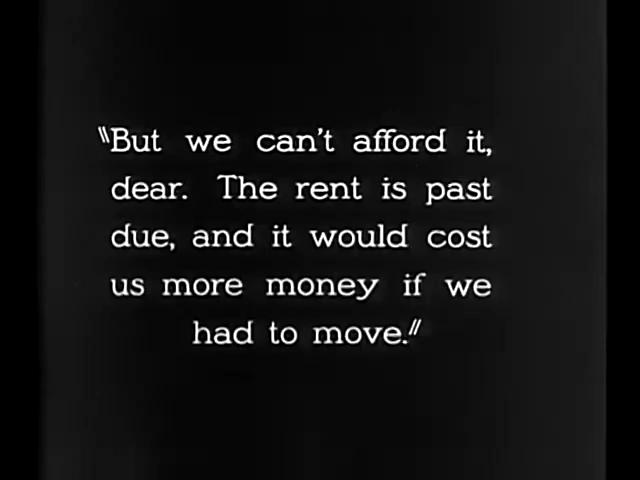 "But we can't afford it,
dear. The rent is past
due, and it would cost
us more money if we
had to move."